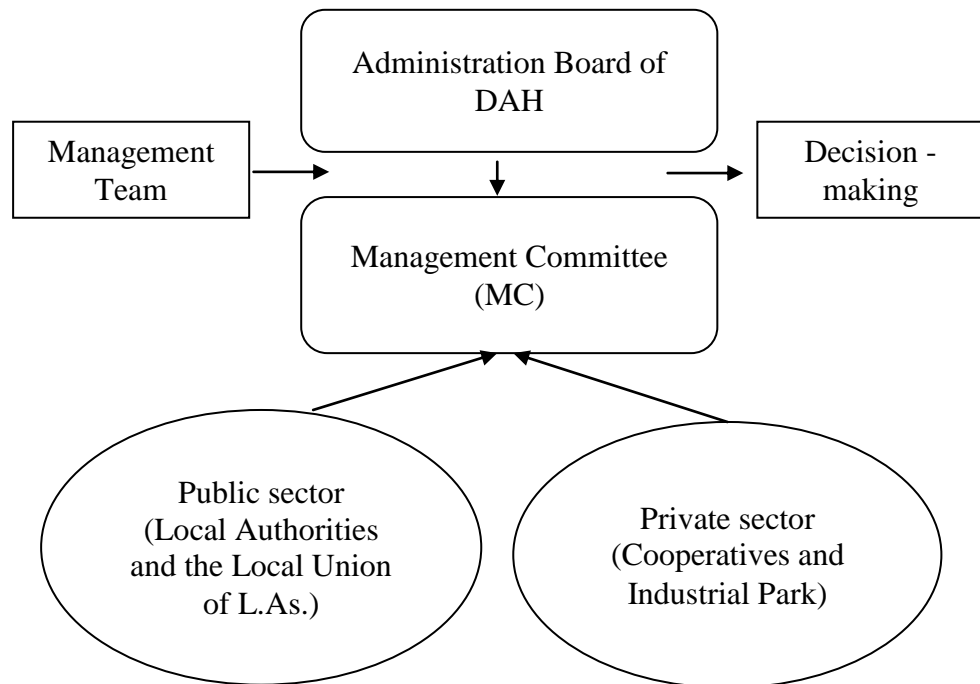 Administration Board of
DAH
Management
Team
Decision -
making
Management Committee
(MC)
Public sector
(Local Authorities
and the Local Union
of L.As.)
Private sector
(Cooperatives and
Industrial Park)